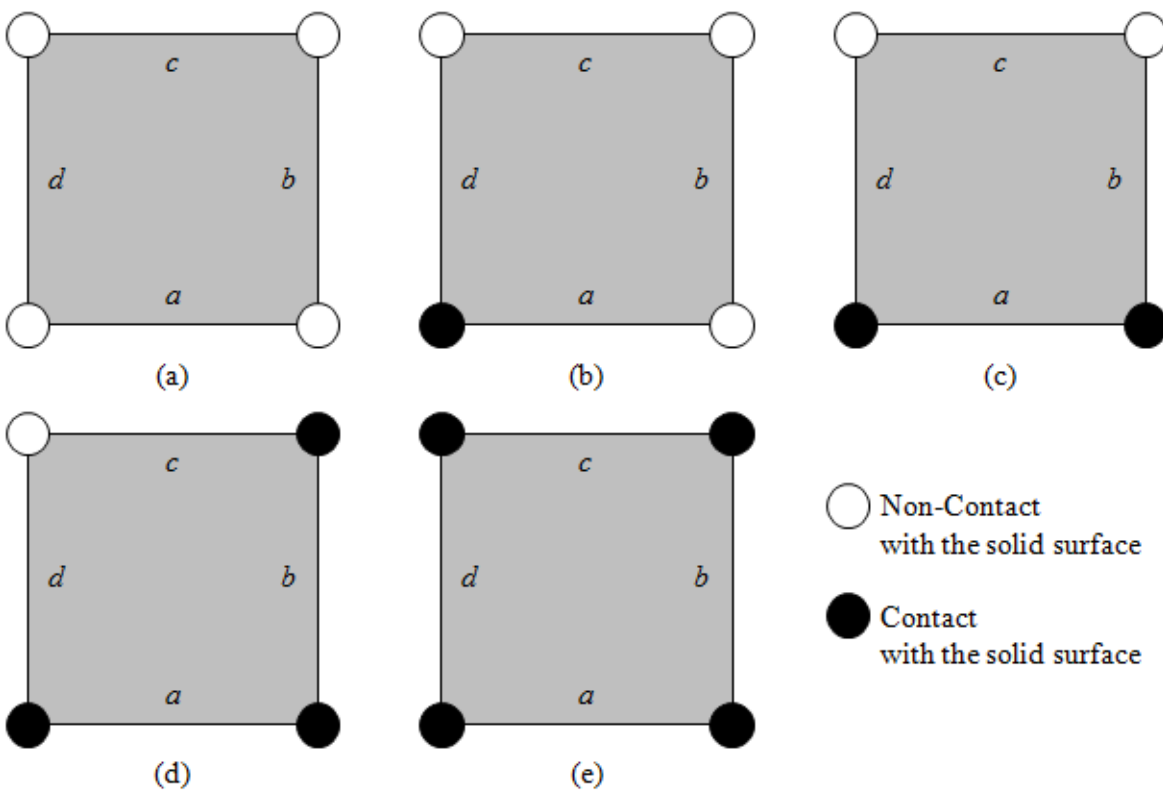 c c c
d b d b d b
a a a
(a) (b) (c)
c c
d b d b
a a
(d) (e)
Non-Contact
with the solid surface
Contact
with the solid surface